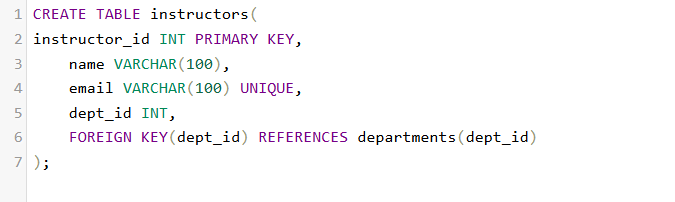 1 CREATE TABLE instructors(
2 instructor_id INT PRIMARY KEY,
3     name VARCHAR(100),
4     email VARCHAR(100) UNIQUE,
5     dept_id INT,
6     FOREIGN KEY(dept_id) REFERENCES departments(dept_id)
7 );